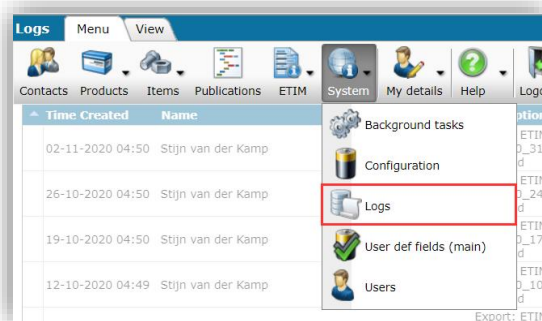 Logs Menu View
Contacts Products Items Publications ETIM System My details Help
Time Created Name
Background tasks
02-11-2020 04:50 Stijn van der Kamp
Configuration
26-10-2020 04:50 Stijn van der Kamp
Logs
19-10-2020 04:50 Stijn van der Kamp
User def fields (main)
12-10-2020 04:49 Stijn van der Kamp
Users
Export: ETIM